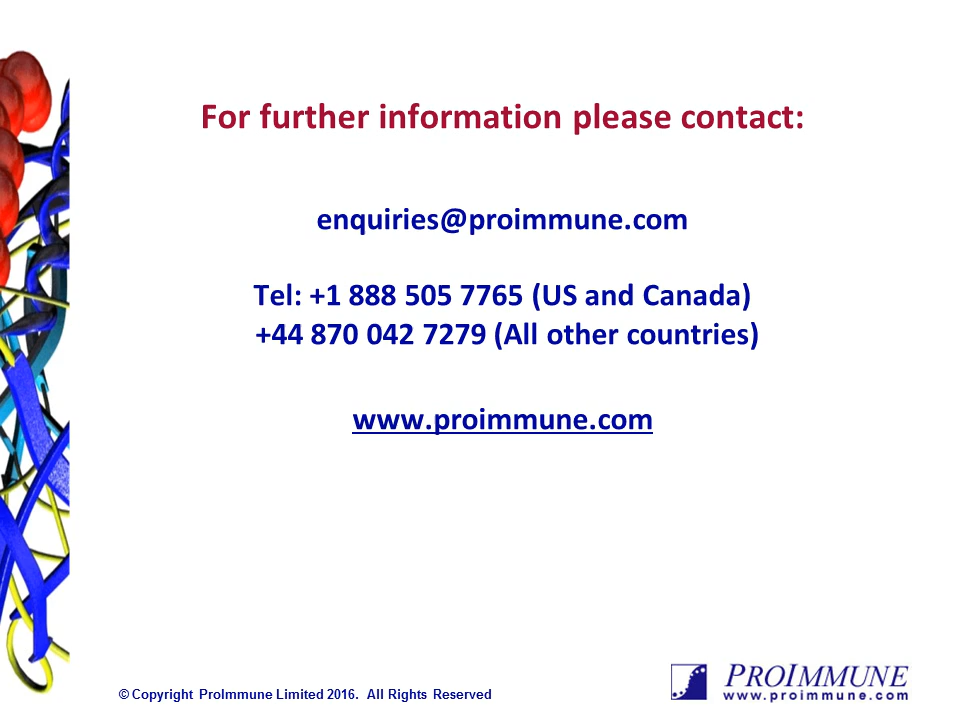 For further information please contact:
enquiries@proimmune.com
Tel: +1 888 505 7765 (US and Canada)
+44 870 042 7279 (All other countries)
www.proimmune.com
© Copyright ProImmune Limited 2016. All Rights Reserved
PROIMMUNE
www.proimmune.com